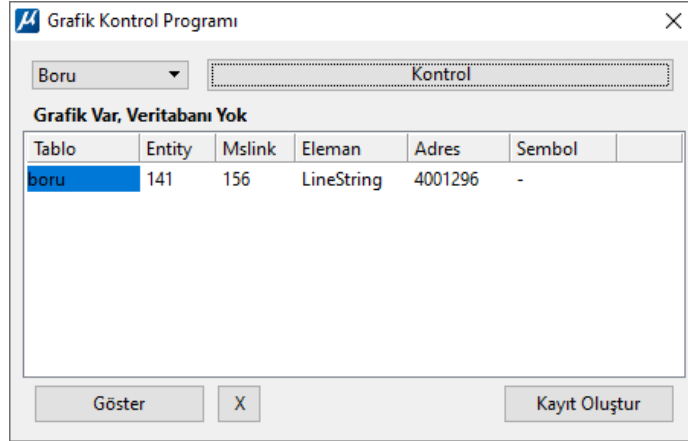 Grafik Kontrol Programı
Boru Kontrol
Grafik Var, Veritabanı Yok
Tablo Entity Mslink Eleman Adres Sembol
boru 141 156 LineString 4001296 -
Göster X Kayıt Oluştur